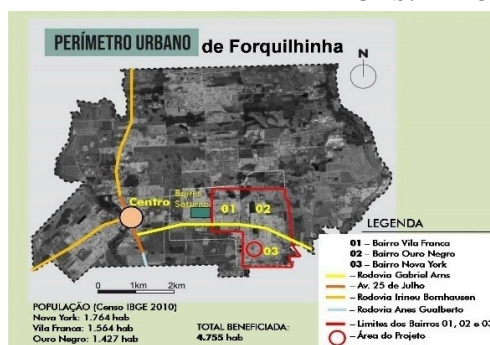 PERÍMETRO URBANO de Forquilhinha
N
Centro
Bairro
Saturno
01
02
03
0 1km 2km
LEGENDA
01 – Bairro Vila Franca
02 – Bairro Ouro Negro
03 – Bairro Nova York
– Rodovia Gabriel Arns
– Av. 25 de Julho
– Rodovia Irineu Bornhausen
– Rodovia Anes Gualberto
– Limites dos Bairros 01, 02 e 03
– Área do Projeto
POPULAÇÃO (Censo IBGE 2010)
Nova York: 1.764 hab
Vila Franca: 1.564 hab
Ouro Negro: 1.427 hab
TOTAL BENEFICIADA:
4.755 hab